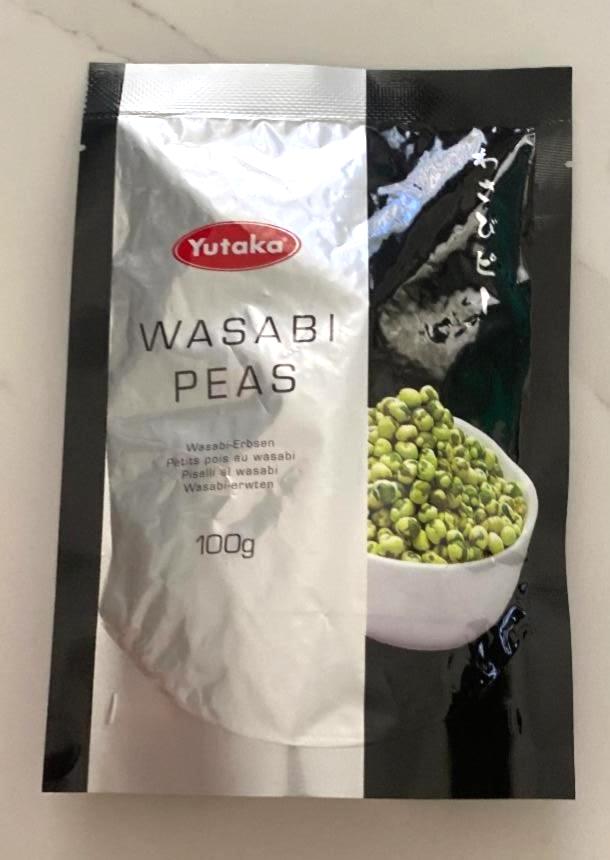 Yutaka®
WASABI
PEAS
Wasabi-Erbsen
Petits pois au wasabi
Piselli al wasabi
Wasabi-erwten
100g
わさびピー